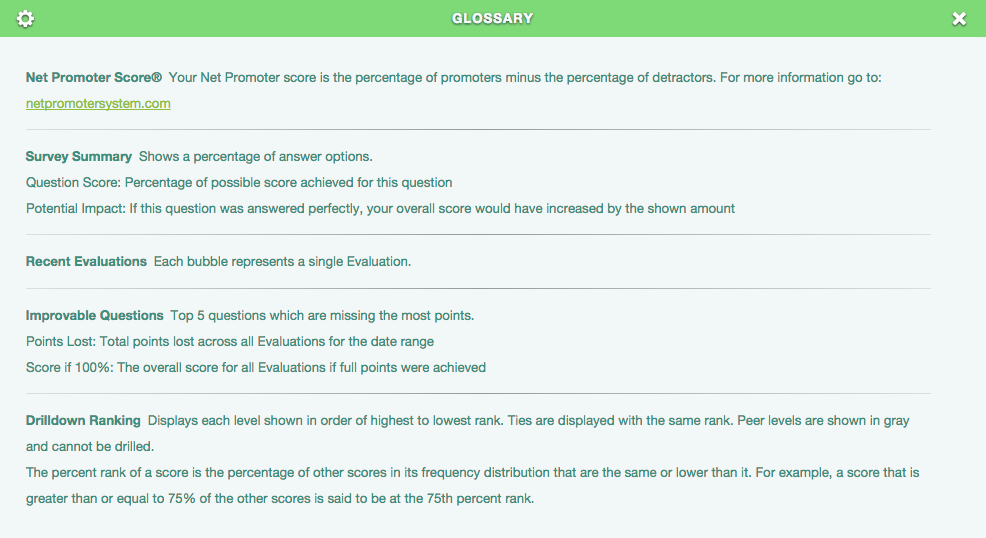 GLOSSARY
Net Promoter Score® Your Net Promoter score is the percentage of promoters minus the percentage of detractors. For more information go to:
netpromotersystem.com
Survey Summary Shows a percentage of answer options.
Question Score: Percentage of possible score achieved for this question
Potential Impact: If this question was answered perfectly, your overall score would have increased by the shown amount
Recent Evaluations Each bubble represents a single Evaluation.
Improvable Questions Top 5 questions which are missing the most points.
Points Lost: Total points lost across all Evaluations for the date range
Score if 100%: The overall score for all Evaluations if full points were achieved
Drilldown Ranking Displays each level shown in order of highest to lowest rank. Ties are displayed with the same rank. Peer levels are shown in gray
and cannot be drilled.
The percent rank of a score is the percentage of other scores in its frequency distribution that are the same or lower than it. For example, a score that is
greater than or equal to 75% of the other scores is said to be at the 75th percent rank.